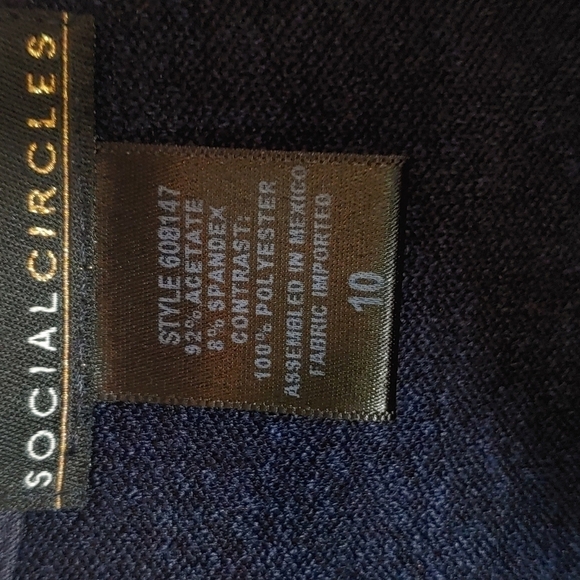 SOCIALCIRCLES
STYLE 608147
92% ACETATE
8% SPANDEX
CONTRAST:
100% POLYESTER
ASSEMBLED IN MEXICO
FABRIC IMPORTED
10